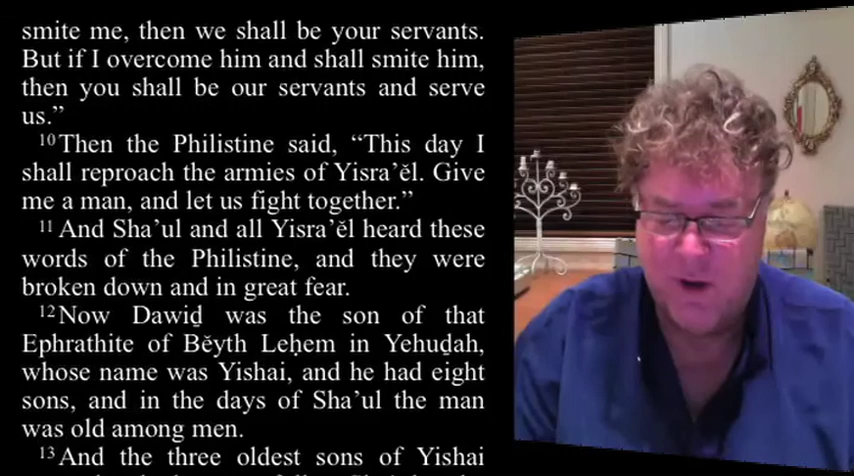 smite me, then we shall be your servants.
But if I overcome him and shall smite him,
then you shall be our servants and serve
us.”
¹⁰Then the Philistine said, “This day I
shall reproach the armies of Yisra’ĕl. Give
me a man, and let us fight together.”
¹¹And Sha’ul and all Yisra’ĕl heard these
words of the Philistine, and they were
broken down and in great fear.
¹²Now Dawiḏ was the son of that
Ephrathite of Bĕyth Leḥem in Yehuḏah,
whose name was Yishai, and he had eight
sons, and in the days of Sha’ul the man
was old among men.
¹³And the three oldest sons of Yishai